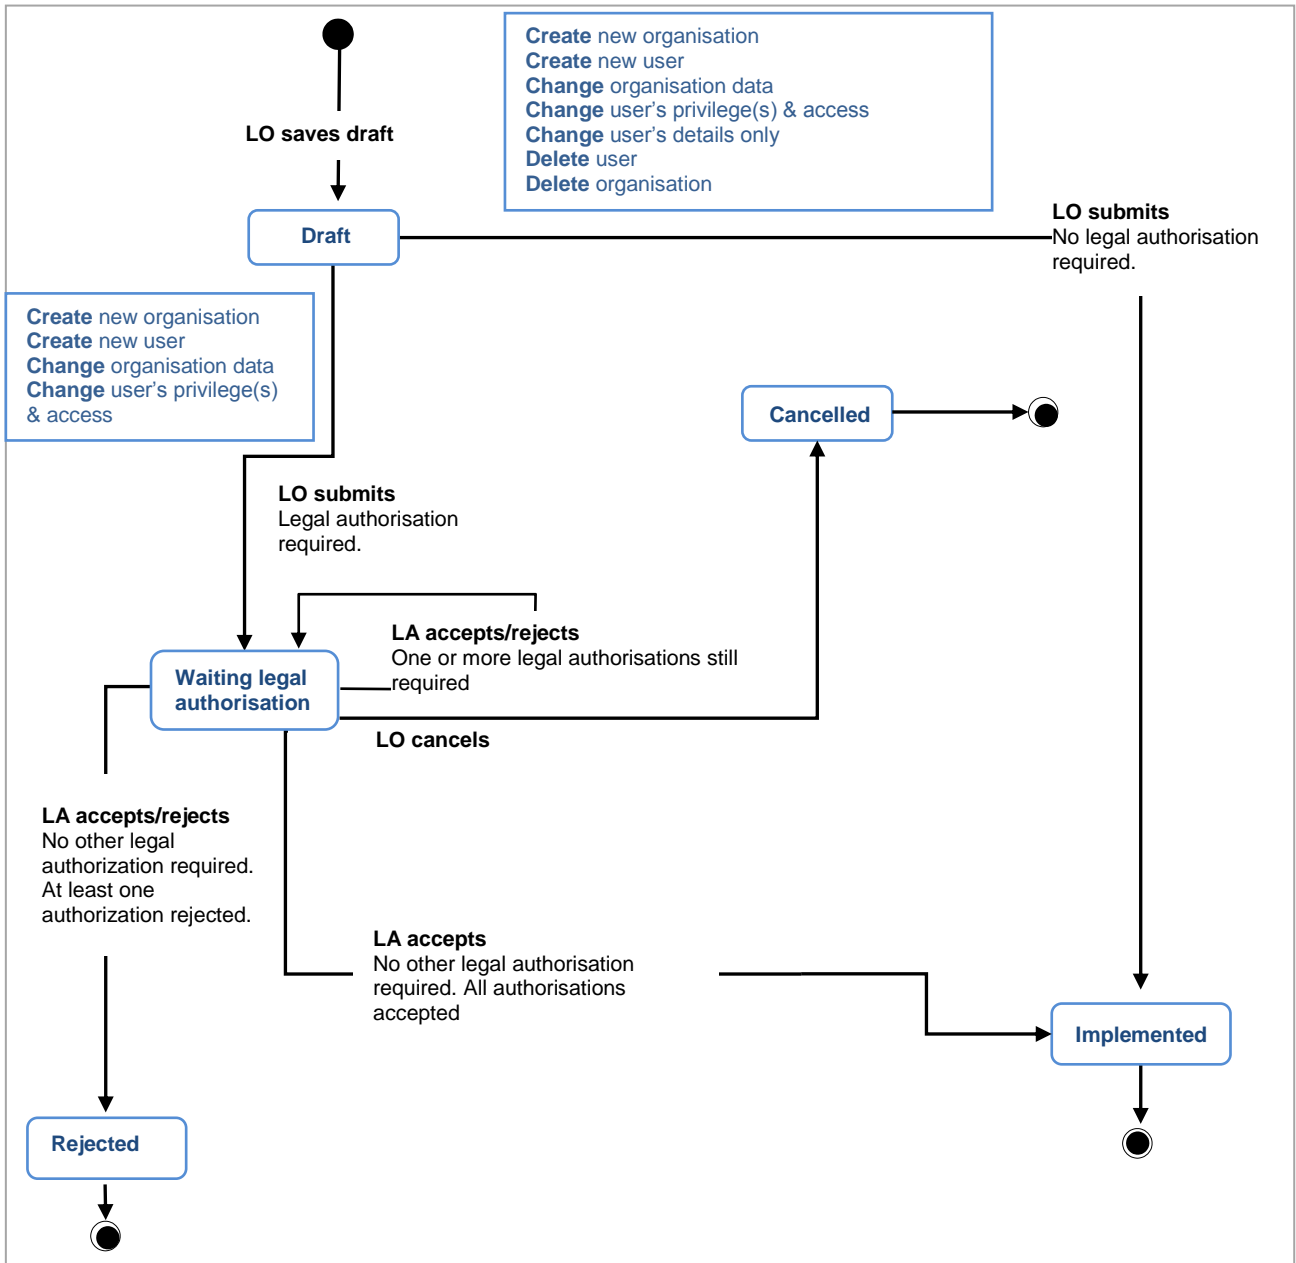 Create new organisation
Create new user
Change organisation data
Change user’s privilege(s) & access
Change user’s details only
Delete user
Delete organisation
LO saves draft
Draft
LO submits
No legal authorisation
required.
Create new organisation
Create new user
Change organisation data
Change user’s privilege(s)
& access
Cancelled
LO submits
Legal authorisation
required.
LA accepts/rejects
One or more legal authorisations still
required
Waiting legal
authorisation
LO cancels
LA accepts/rejects
No other legal
authorization required.
At least one
authorization rejected.
LA accepts
No other legal authorisation
required. All authorisations
accepted
Implemented
Rejected